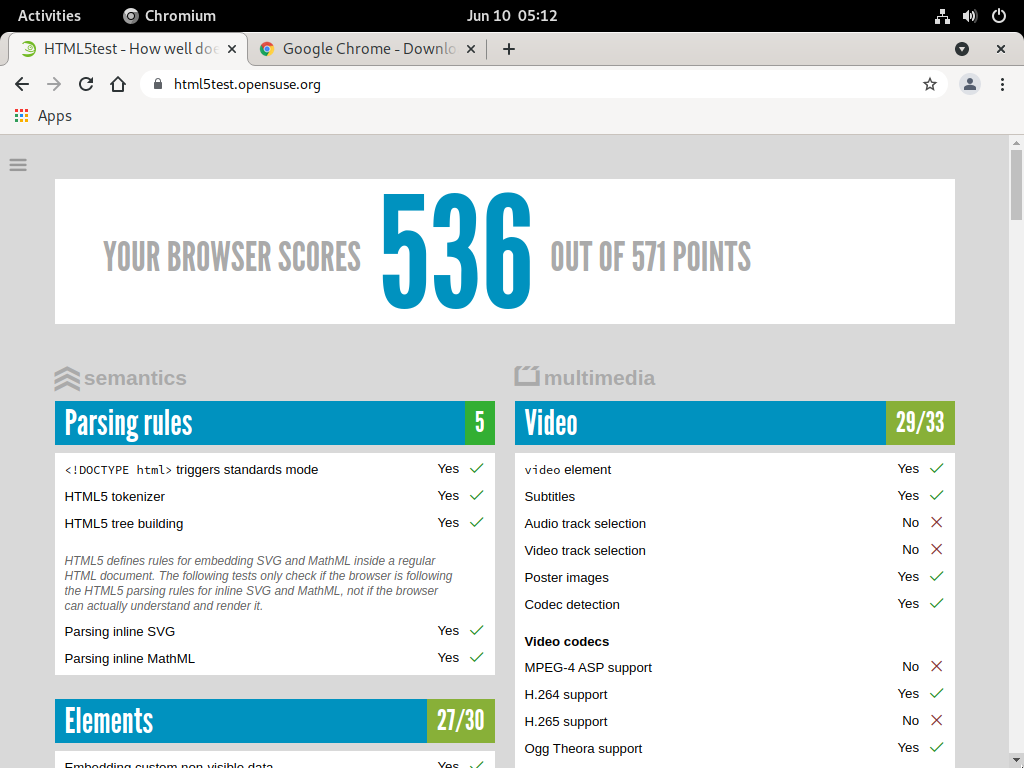 Activities
Chromium
Jun 10 05:12
HTML5test - How well doe
Google Chrome - Downlo
html5test.opensuse.org
Apps
YOUR BROWSER SCORES 536 OUT OF 571 POINTS
semantics
Parsing rules 5
<!DOCTYPE html> triggers standards mode Yes
HTML5 tokenizer Yes
HTML5 tree building Yes
HTML5 defines rules for embedding SVG and MathML inside a regular
HTML document. The following tests only check if the browser is following
the HTML5 parsing rules for inline SVG and MathML, not if the browser
can actually understand and render it.
Parsing inline SVG Yes
Parsing inline MathML Yes
Elements 27/30
Embedding custom non-visible data Yes
multimedia
Video 29/33
video element Yes
Subtitles Yes
Audio track selection No
Video track selection No
Poster images Yes
Codec detection Yes
Video codecs
MPEG-4 ASP support No
H.264 support Yes
H.265 support No
Ogg Theora support Yes